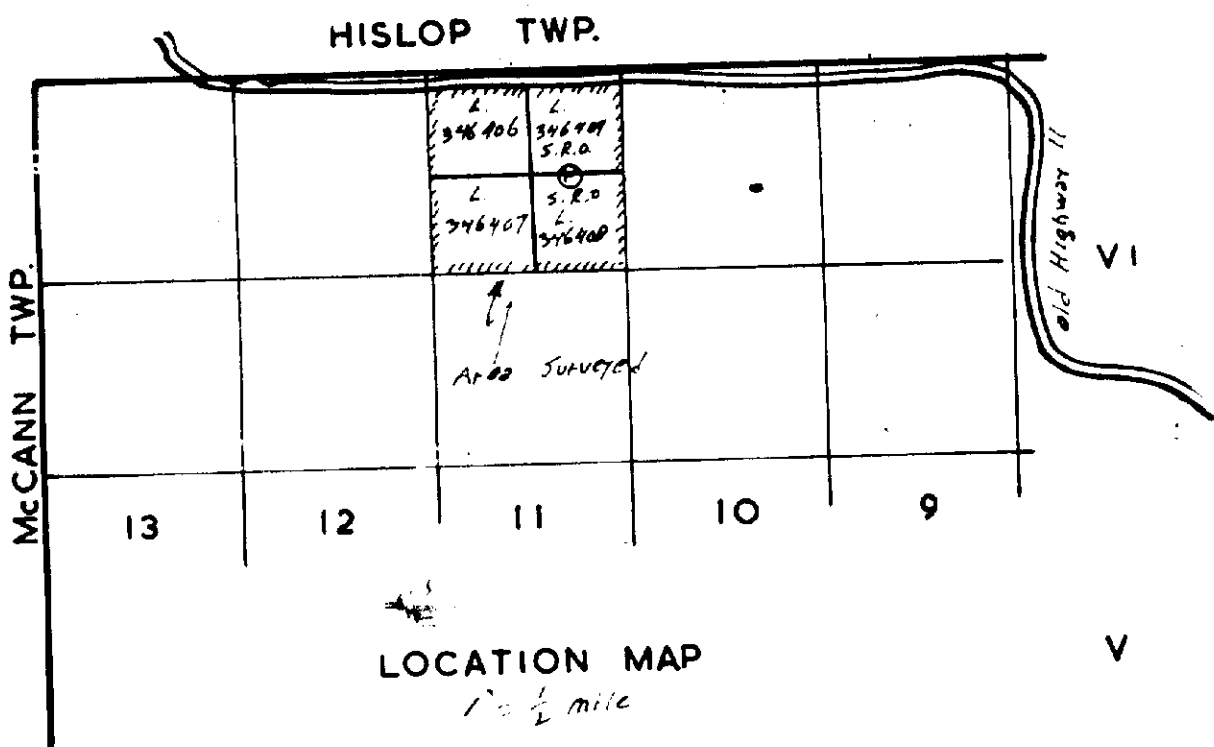 HISLOP TWP.
L.
346406
L.
346409
S.R.O.
P
L
346407
S.R.O
L.
346408
Old Highway 11
VI
McCANN TWP.
Area Surveyed
13
12
11
10
9
LOCATION MAP
V
1" = 1/2 mile